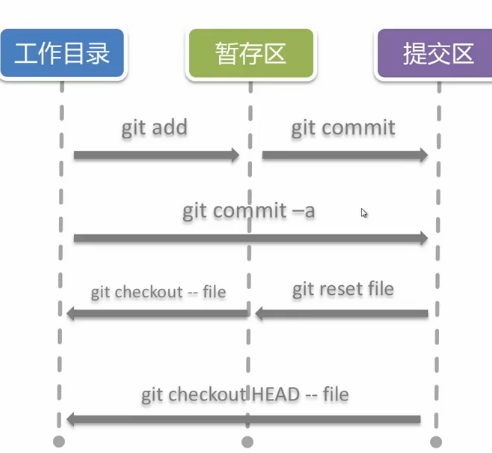 工作目录
暂存区
提交区
git add
git commit
git commit –a
git checkout -- file
git reset file
git checkout HEAD -- file